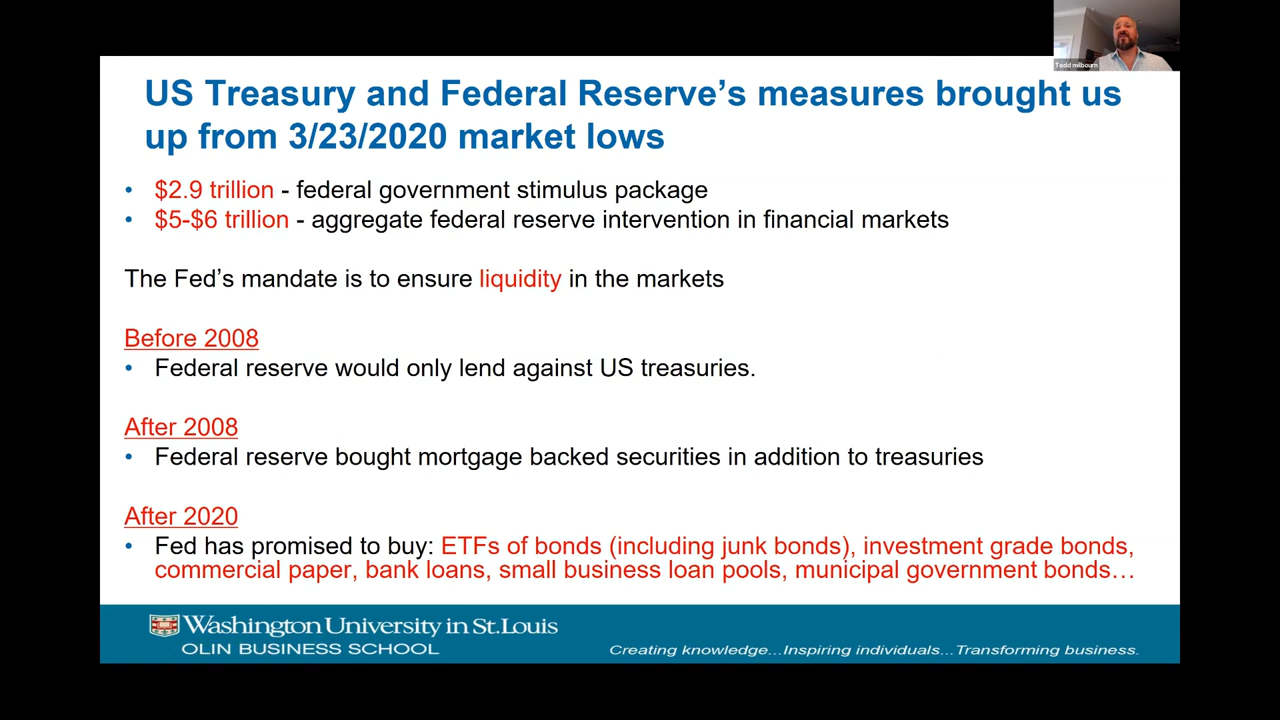 Todd milbourn
US Treasury and Federal Reserve’s measures brought us
up from 3/23/2020 market lows
• $2.9 trillion - federal government stimulus package
• $5-$6 trillion - aggregate federal reserve intervention in financial markets
The Fed’s mandate is to ensure liquidity in the markets
Before 2008
• Federal reserve would only lend against US treasuries.
After 2008
• Federal reserve bought mortgage backed securities in addition to treasuries
After 2020
• Fed has promised to buy: ETFs of bonds (including junk bonds), investment grade bonds,
commercial paper, bank loans, small business loan pools, municipal government bonds…
Washington University in St.Louis
OLIN BUSINESS SCHOOL
Creating knowledge...Inspiring individuals...Transforming business.